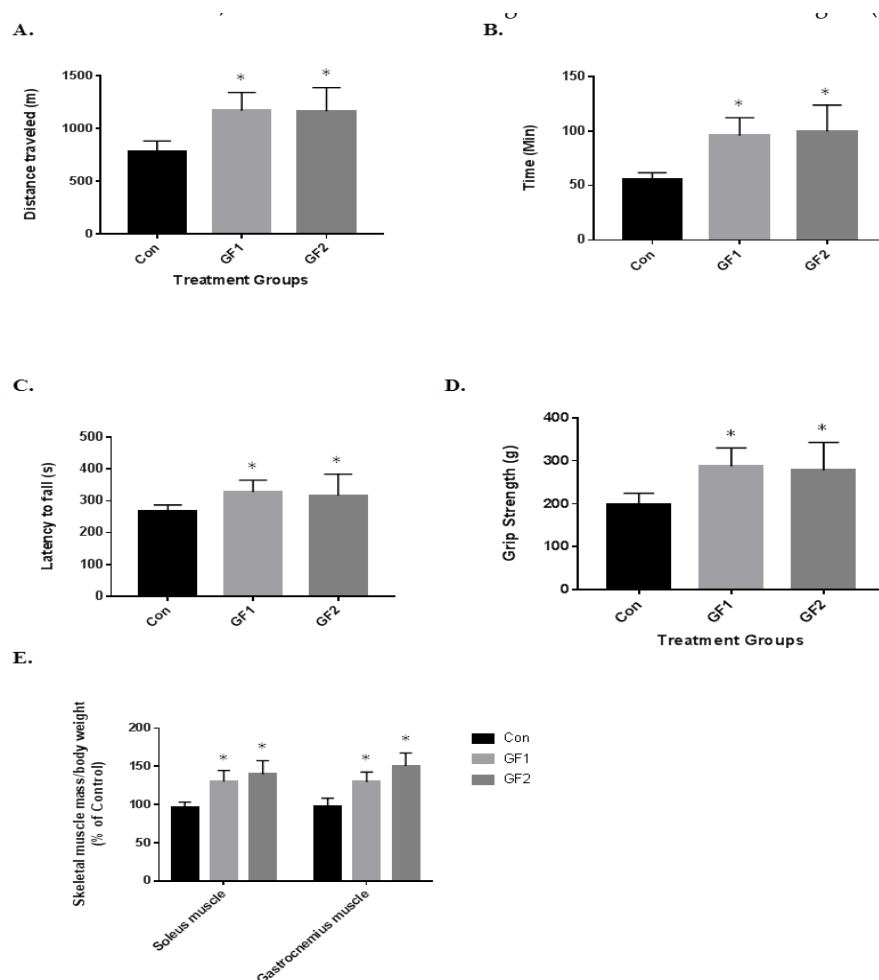 A.
B.
1500
1000
500
0
Distance traveled (m)
*
*
Con
GF1
GF2
Treatment Groups
150
100
50
0
Time (Min)
*
*
Con
GF1
GF2
C.
D.
500
400
300
200
100
0
Latency to fall (s)
*
*
Con
GF1
GF2
400
300
200
100
0
Grip Strength (g)
*
*
Con
GF1
GF2
Treatment Groups
E.
200
150
100
50
0
Skeletal muscle mass/body weight
(% of Control)
*
*
*
*
Soleus muscle
Gastrocnemius muscle
Con
GF1
GF2